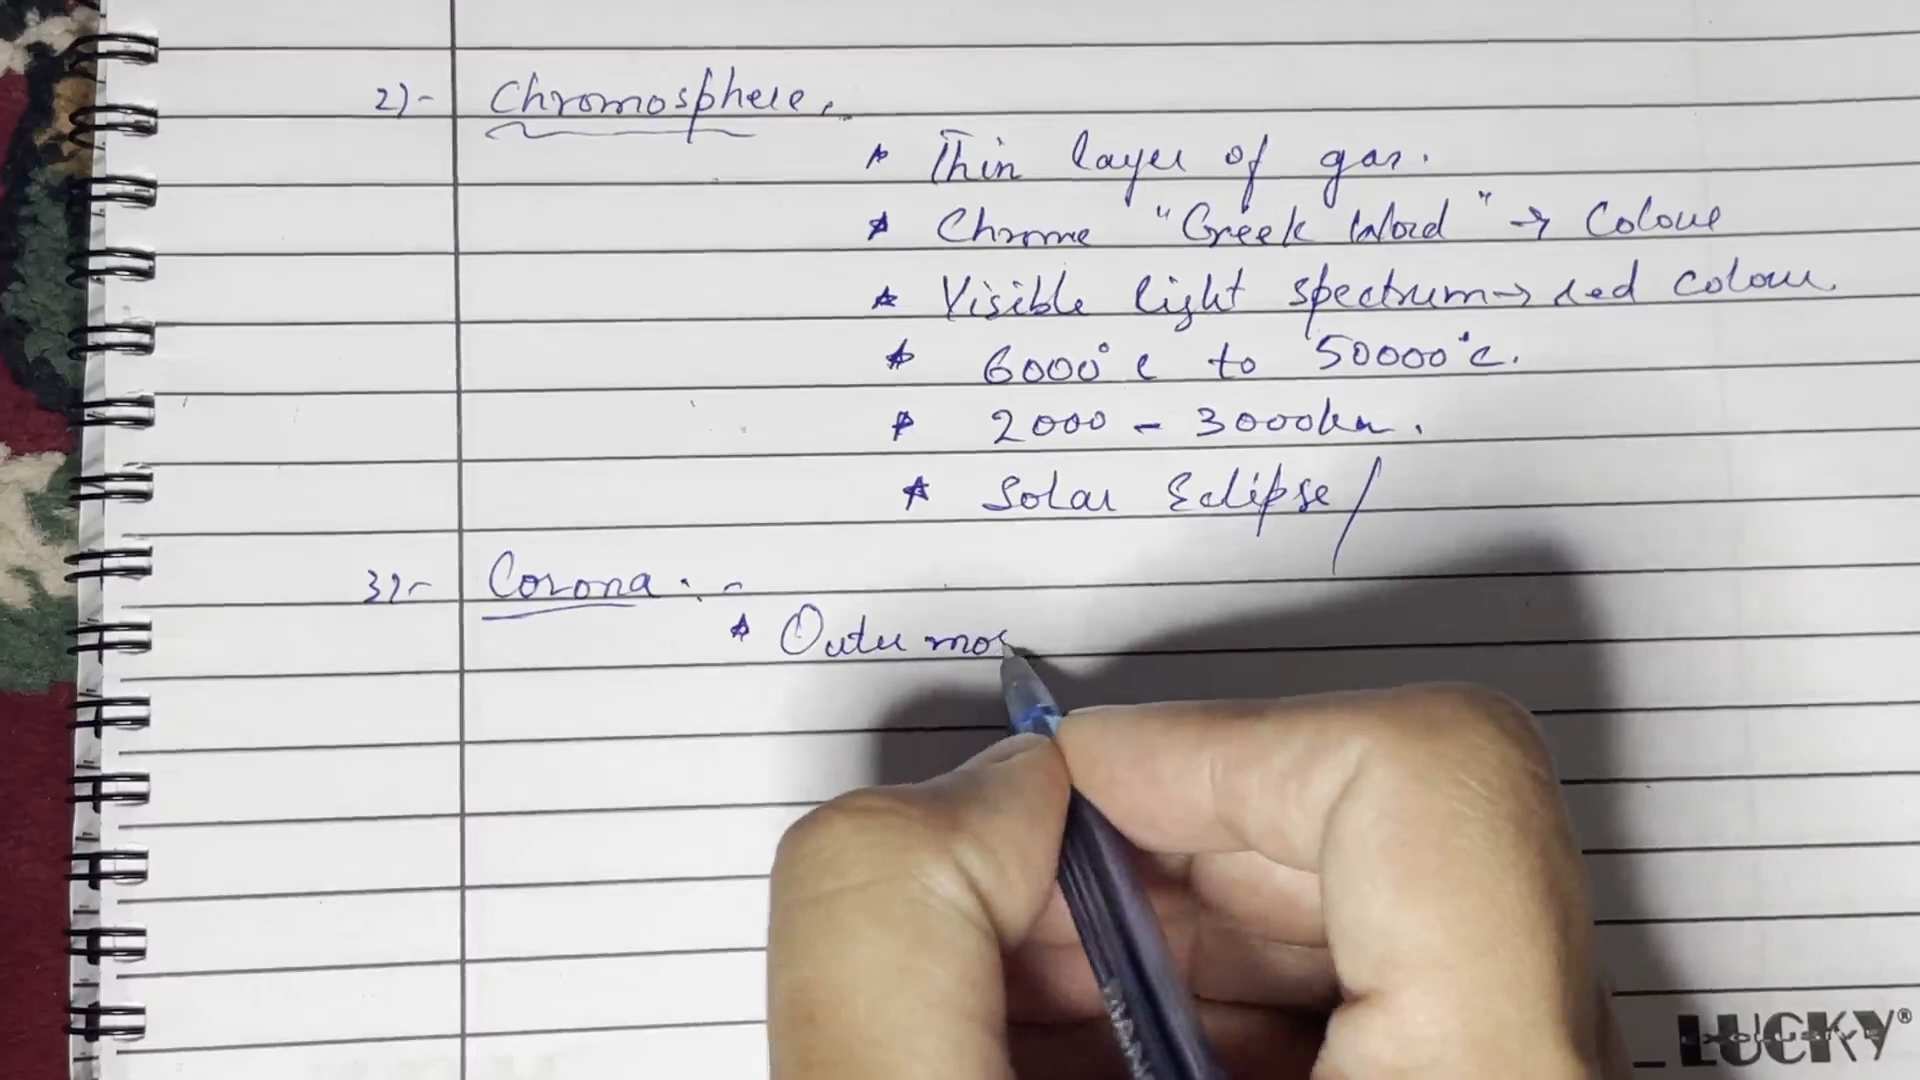 2)- Chromosphere.
* Thin layer of gas.
* Chrome "Greek Word" → Colour
* Visible light spectrum → red colour.
* 6000°c to 50000°c.
* 2000 - 3000km.
* Solar Eclipse /
3)- Corona :-
* Outer mos
LUCKY®